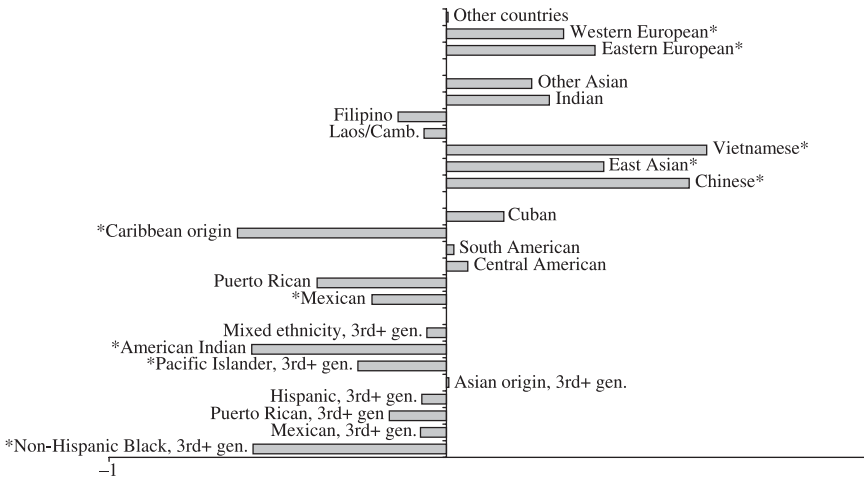 Other countries
Western European*
Eastern European*
Other Asian
Indian
Filipino
Laos/Camb.
Vietnamese*
East Asian*
Chinese*
Cuban
*Caribbean origin
South American
Central American
Puerto Rican
*Mexican
Mixed ethnicity, 3rd+ gen.
*American Indian
*Pacific Islander, 3rd+ gen.
Asian origin, 3rd+ gen.
Hispanic, 3rd+ gen.
Puerto Rican, 3rd+ gen
Mexican, 3rd+ gen.
*Non-Hispanic Black, 3rd+ gen.
–1